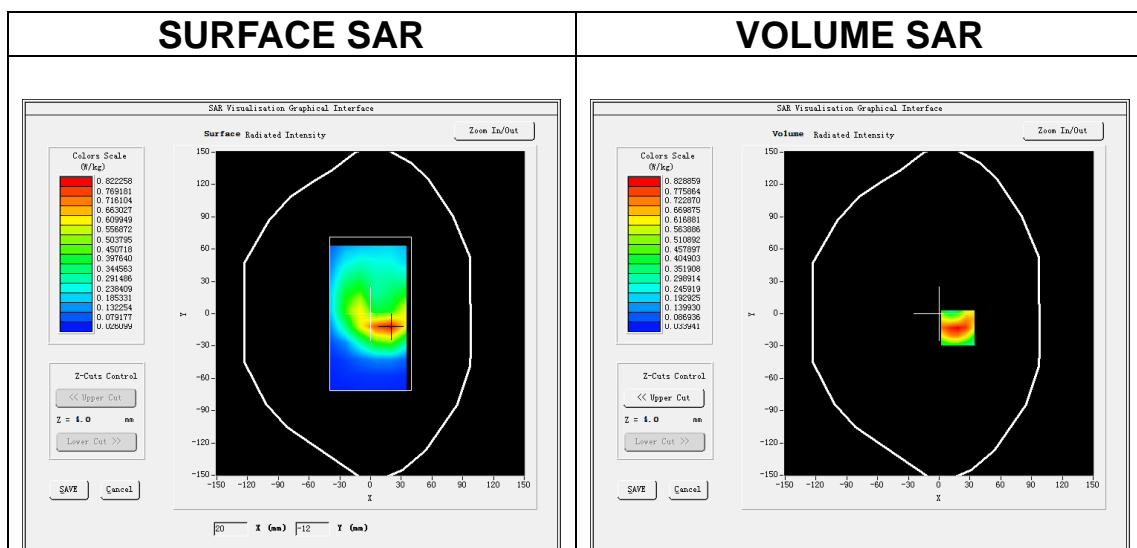 SURFACE SAR
VOLUME SAR
SAR Visualisation Graphical Interface
Surface Radiated Intensity
Zoom In/Out
Colors Scale
(W/kg)
0.822258
0.769181
0.716104
0.663027
0.609949
0.556872
0.503795
0.450718
0.397640
0.344563
0.291486
0.238409
0.185331
0.132254
0.079177
0.026099
150
120
90
60
30
0
-30
-60
-90
-120
-150
Y
-150 -120 -90 -60 -30 0 30 60 90 120 150
X
Z-Cuts Control
<< Upper Cut
Z = 4.0 mm
Lower Cut >>
SAVE
Cancel
20 X (mm) -12 Y (mm)
SAR Visualisation Graphical Interface
Volume Radiated Intensity
Zoom In/Out
Colors Scale
(W/kg)
0.828859
0.775864
0.722870
0.669875
0.616881
0.563886
0.510892
0.457897
0.404903
0.351908
0.298914
0.245919
0.192925
0.139930
0.086936
0.033941
150
120
90
60
30
0
-30
-60
-90
-120
-150
Y
-150 -120 -90 -60 -30 0 30 60 90 120 150
X
Z-Cuts Control
<< Upper Cut
Z = 4.0 mm
Lower Cut >>
SAVE
Cancel